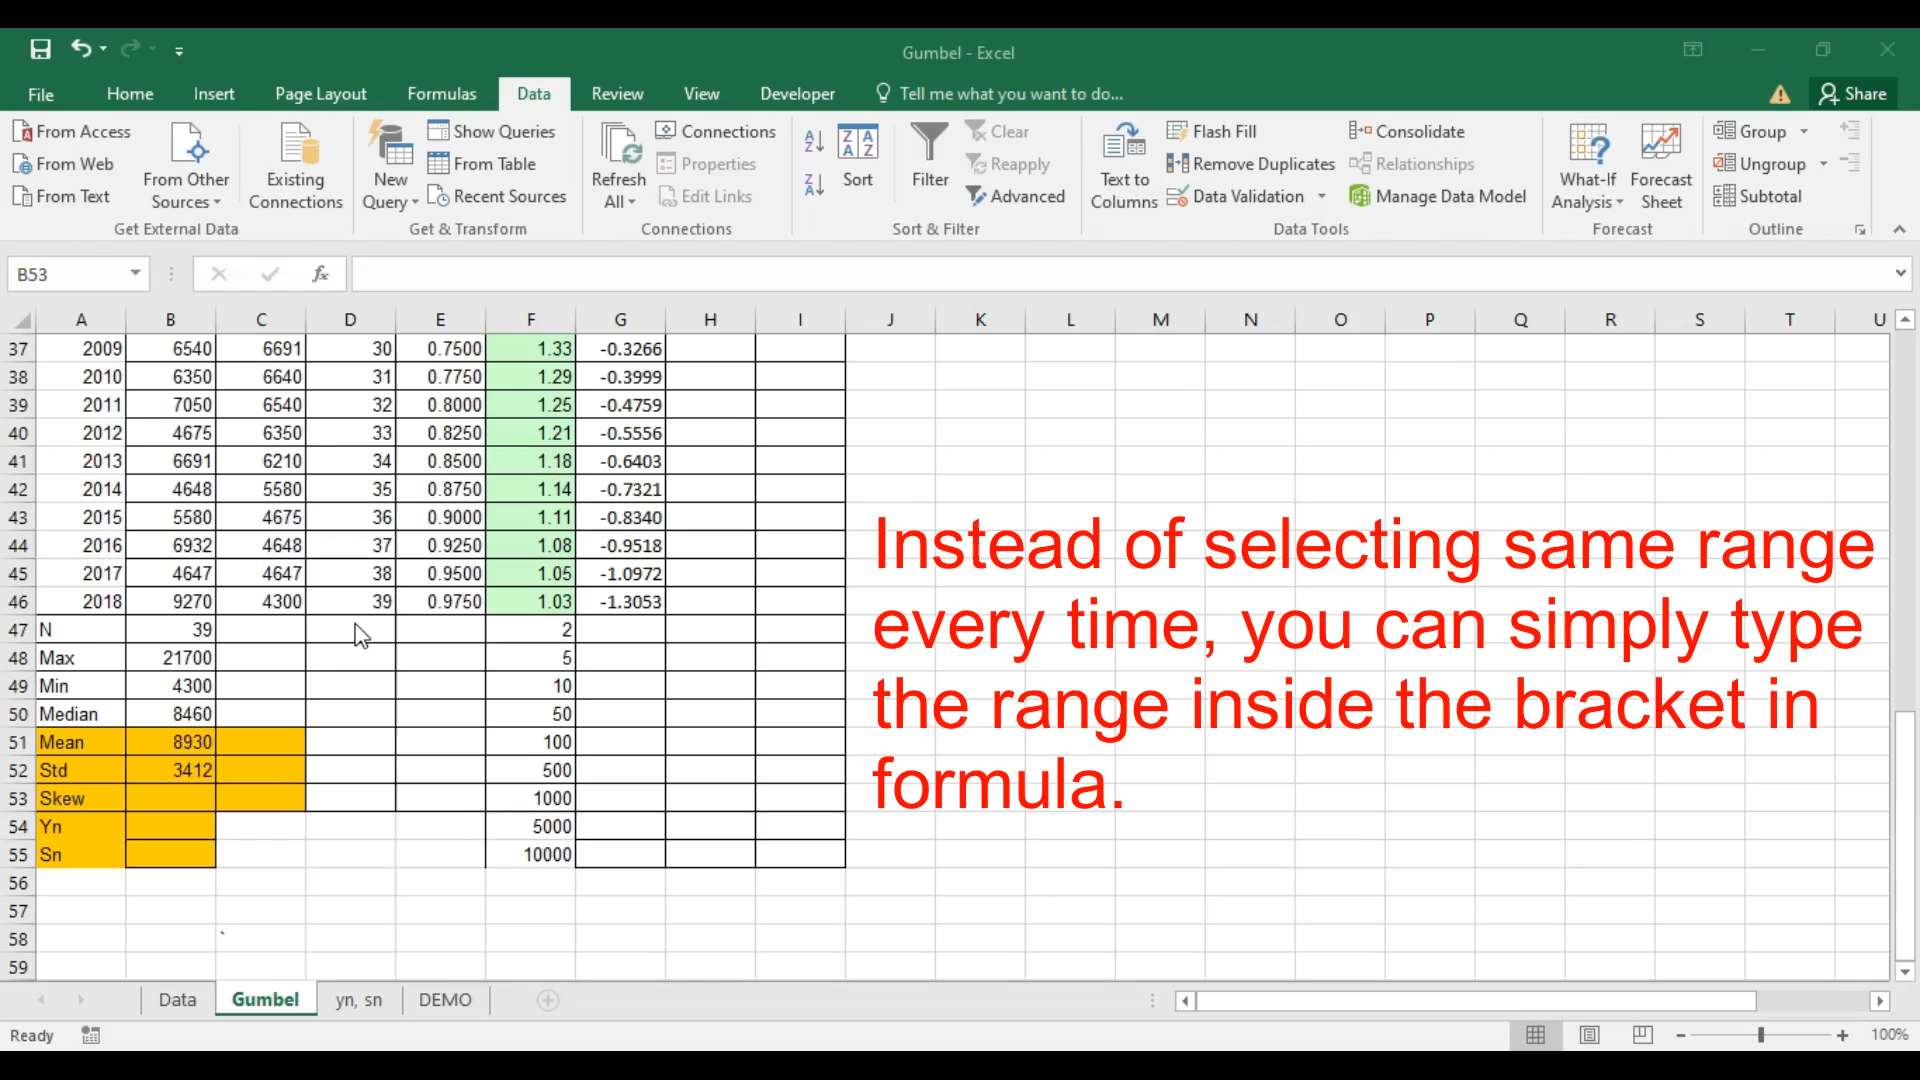 Gumbel - Excel
File Home Insert Page Layout Formulas Data Review View Developer Tell me what you want to do... Share
From Access
From Web
From Text
From Other Sources
Existing Connections
Get External Data
New Query
Show Queries
From Table
Recent Sources
Get & Transform
Refresh All
Connections
Properties
Edit Links
Connections
Sort
Filter
Clear
Reapply
Advanced
Sort & Filter
Text to Columns
Flash Fill
Remove Duplicates
Data Validation
Consolidate
Relationships
Manage Data Model
Data Tools
What-If Analysis
Forecast Sheet
Forecast
Group
Ungroup
Subtotal
Outline
B53 fx
A B C D E F G H I J K L M N O P Q R S T U
37 2009 6540 6691 30 0.7500 1.33 -0.3266
38 2010 6350 6640 31 0.7750 1.29 -0.3999
39 2011 7050 6540 32 0.8000 1.25 -0.4759
40 2012 4675 6350 33 0.8250 1.21 -0.5556
41 2013 6691 6210 34 0.8500 1.18 -0.6403
42 2014 4648 5580 35 0.8750 1.14 -0.7321
43 2015 5580 4675 36 0.9000 1.11 -0.8340
44 2016 6932 4648 37 0.9250 1.08 -0.9518
45 2017 4647 4647 38 0.9500 1.05 -1.0972
46 2018 9270 4300 39 0.9750 1.03 -1.3053
47 N 39 2
48 Max 21700 5
49 Min 4300 10
50 Median 8460 50
51 Mean 8930 100
52 Std 3412 500
53 Skew 1000
54 Yn 5000
55 Sn 10000
56
57
58 `
59
Instead of selecting same range
every time, you can simply type
the range inside the bracket in
formula.
Data Gumbel yn, sn DEMO
Ready 100%